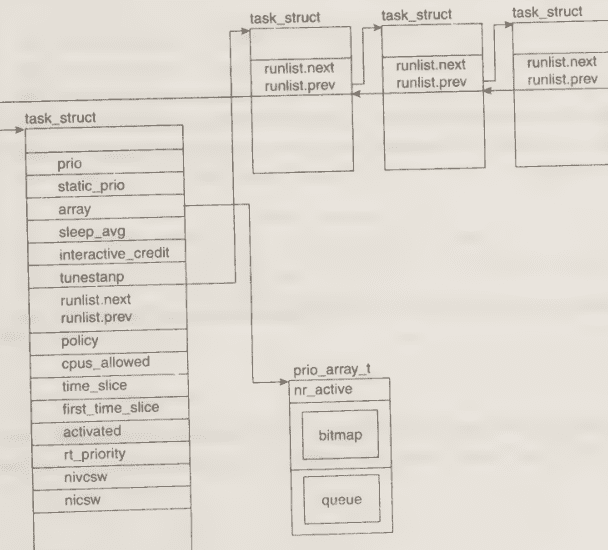 task_struct
task_struct
task_struct
runlist.next
runlist.prev
runlist.next
runlist.prev
runlist.next
runlist.prev
task_struct
prio
static_prio
array
sleep_avg
interactive_credit
tunestanp
runlist.next
runlist.prev
policy
cpus_allowed
time_slice
first_time_slice
activated
rt_priority
nivcsw
nicsw
prio_array_t
nr_active
bitmap
queue